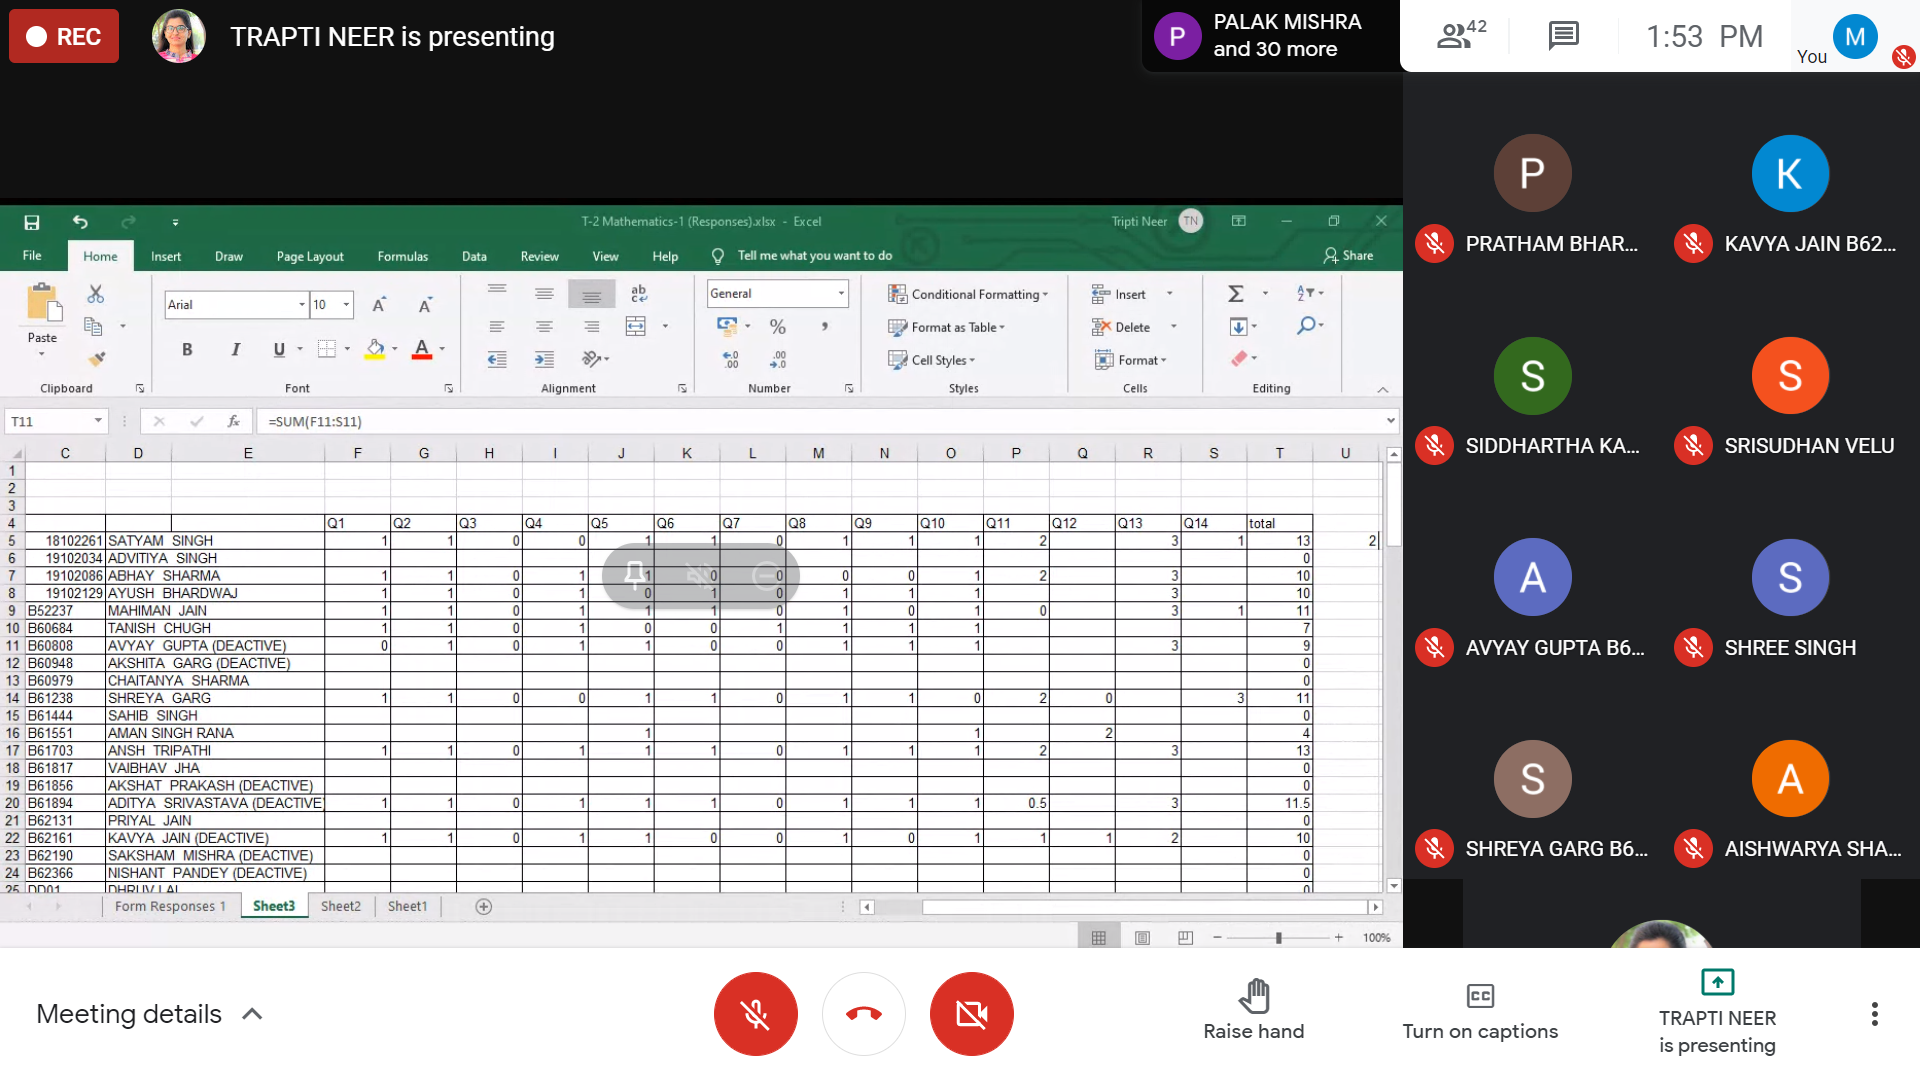 REC
TRAPTI NEER is presenting
P
PALAK MISHRA
and 30 more
42
1:53 PM
You
M
T-2 Mathematics-1 (Responses).xlsx - Excel
Tripti Neer
TN
File Home Insert Draw Page Layout Formulas Data Review View Help Tell me what you want to do
Share
Paste
Arial 10
B I U
General
Conditional Formatting
Format as Table
Cell Styles
Insert
Delete
Format
Clipboard Font Alignment Number Styles Cells Editing
T11 fx =SUM(F11:S11)
C D E F G H I J K L M N O P Q R S T U
1
2
3
4 Q1 Q2 Q3 Q4 Q5 Q6 Q7 Q8 Q9 Q10 Q11 Q12 Q13 Q14 total
5 18102261 SATYAM SINGH 1 1 0 0 1 1 0 1 1 1 2 3 1 13 2
6 19102034 ADVITIYA SINGH 0
7 19102086 ABHAY SHARMA 1 1 0 1 1 0 0 0 0 1 2 3 10
8 19102129 AYUSH BHARDWAJ 1 1 0 1 0 1 0 1 1 1 3 10
9 B52237 MAHIMAN JAIN 1 1 0 1 1 1 0 1 0 1 0 3 1 11
10 B60684 TANISH CHUGH 1 1 0 1 0 0 1 1 1 1 7
11 B60808 AVYAY GUPTA (DEACTIVE) 0 1 0 1 1 0 0 1 1 1 3 9
12 B60948 AKSHITA GARG (DEACTIVE) 0
13 B60979 CHAITANYA SHARMA 0
14 B61238 SHREYA GARG 1 1 0 0 1 1 0 1 1 0 2 0 3 11
15 B61444 SAHIB SINGH 0
16 B61551 AMAN SINGH RANA 1 1 2 4
17 B61703 ANSH TRIPATHI 1 1 0 1 1 1 0 1 1 1 2 3 13
18 B61817 VAIBHAV JHA 0
19 B61856 AKSHAT PRAKASH (DEACTIVE) 0
20 B61894 ADITYA SRIVASTAVA (DEACTIVE) 1 1 0 1 1 1 0 1 1 1 0.5 3 11.5
21 B62131 PRIYAL JAIN 0
22 B62161 KAVYA JAIN (DEACTIVE) 1 1 0 1 1 0 0 1 0 1 1 1 2 10
23 B62190 SAKSHAM MISHRA (DEACTIVE) 0
24 B62366 NISHANT PANDEY (DEACTIVE) 0
25 DD01 DHRUV LAL 0
Form Responses 1 Sheet3 Sheet2 Sheet1
100%
P K
PRATHAM BHAR... KAVYA JAIN B62...
S S
SIDDHARTHA KA... SRISUDHAN VELU
A S
AVYAY GUPTA B6... SHREE SINGH
S A
SHREYA GARG B6... AISHWARYA SHA...
Meeting details
Raise hand
Turn on captions
TRAPTI NEER
is presenting